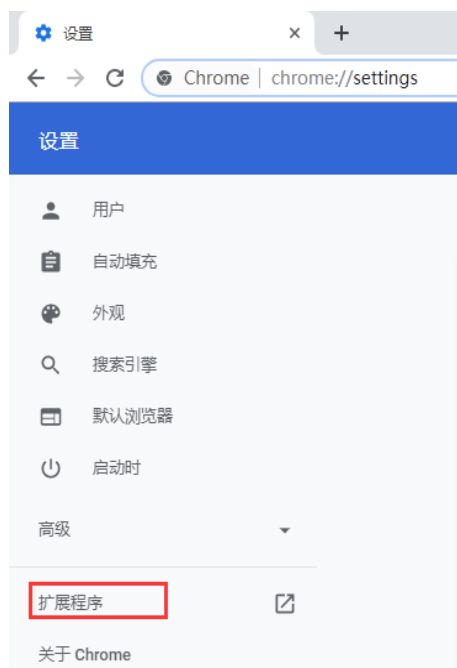 设置
Chrome | chrome://settings
设置
用户
自动填充
外观
搜索引擎
默认浏览器
启动时
高级
扩展程序
关于 Chrome